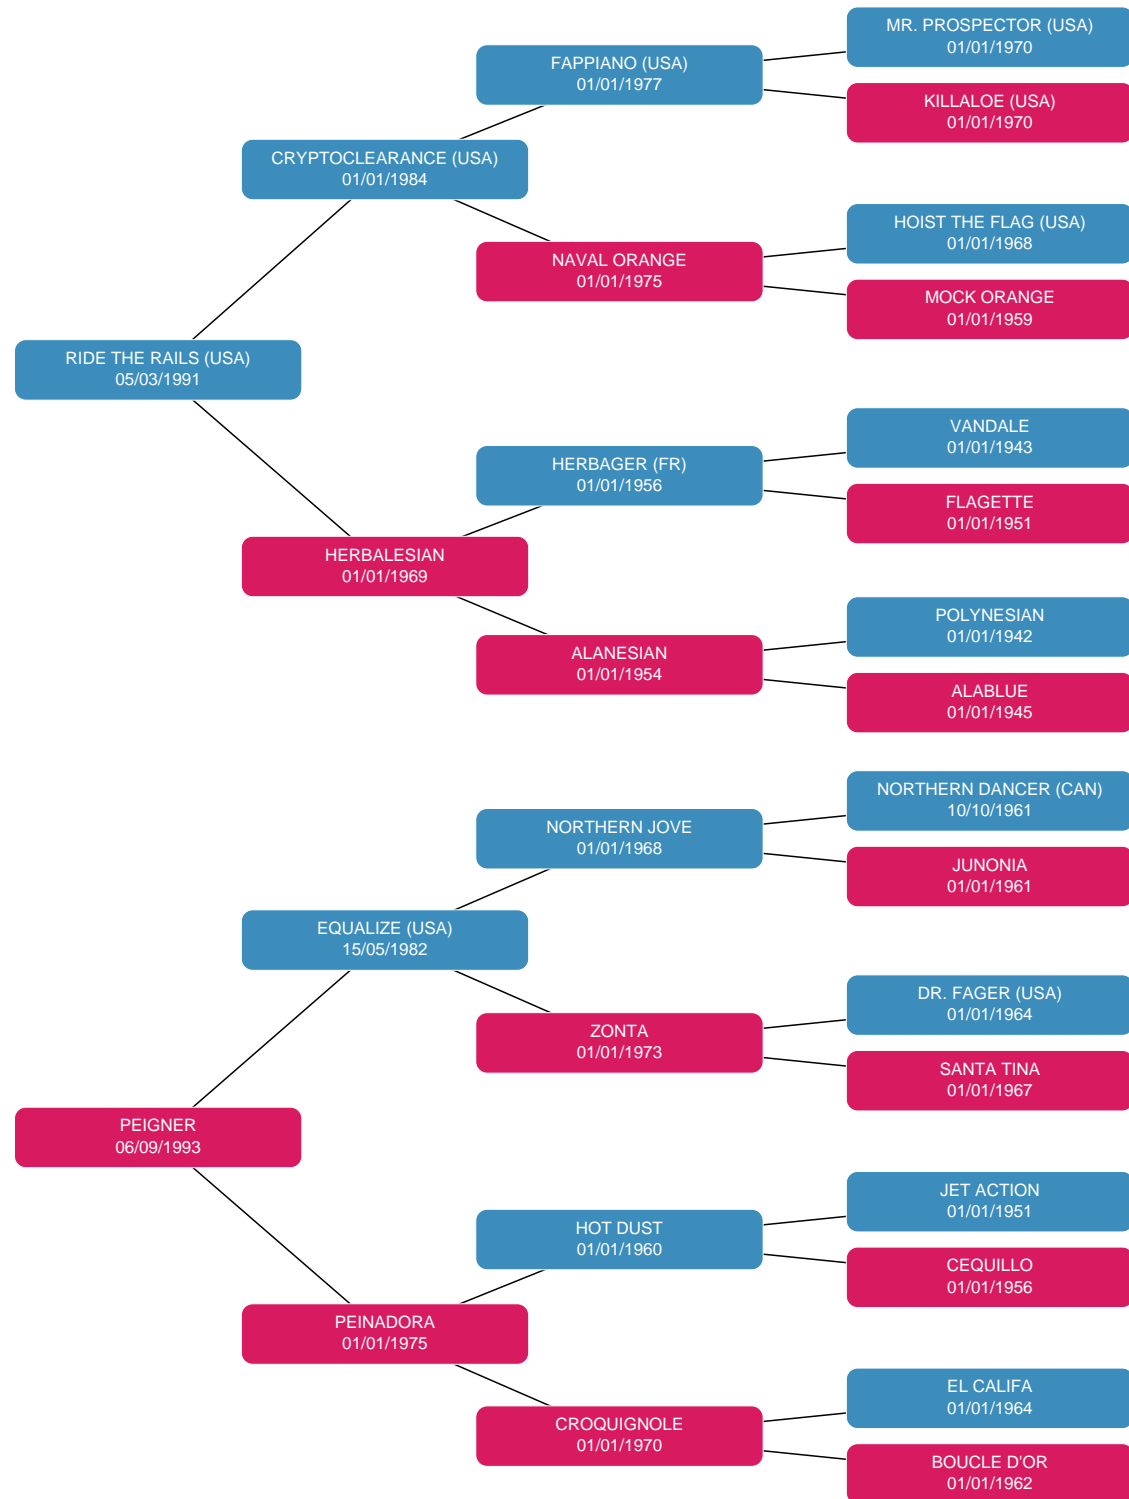 MR. PROSPECTOR (USA)
01/01/1970
FAPPIANO (USA)
01/01/1977
KILLALOE (USA)
01/01/1970
CRYPTOCLEARANCE (USA)
01/01/1984
HOIST THE FLAG (USA)
01/01/1968
NAVAL ORANGE
01/01/1975
MOCK ORANGE
01/01/1959
RIDE THE RAILS (USA)
05/03/1991
VANDALE
01/01/1943
HERBAGER (FR)
01/01/1956
FLAGETTE
01/01/1951
HERBALESIAN
01/01/1969
POLYNESIAN
01/01/1942
ALANESIAN
01/01/1954
ALABLUE
01/01/1945
NORTHERN DANCER (CAN)
10/10/1961
NORTHERN JOVE
01/01/1968
JUNONIA
01/01/1961
EQUALIZE (USA)
15/05/1982
DR. FAGER (USA)
01/01/1964
ZONTA
01/01/1973
SANTA TINA
01/01/1967
PEIGNER
06/09/1993
JET ACTION
01/01/1951
HOT DUST
01/01/1960
CEQUILLO
01/01/1956
PEINADORA
01/01/1975
EL CALIFA
01/01/1964
CROQUIGNOLE
01/01/1970
BOUCLE D'OR
01/01/1962